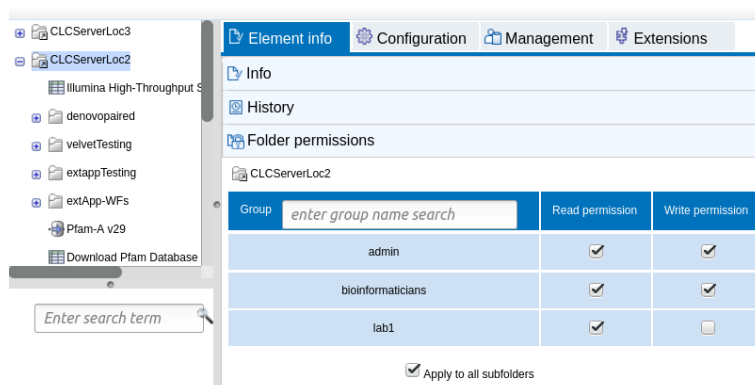 CLCServerLoc3
CLCServerLoc2
Illumina High-Throughput
denovopaired
velvetTesting
extappTesting
extApp-WFs
Pfam-A v29
Download Pfam Database
Enter search term
Element info Configuration Management Extensions
Info
History
Folder permissions
CLCServerLoc2
Group enter group name search Read permission Write permission
admin
bioinformaticians
lab1
Apply to all subfolders